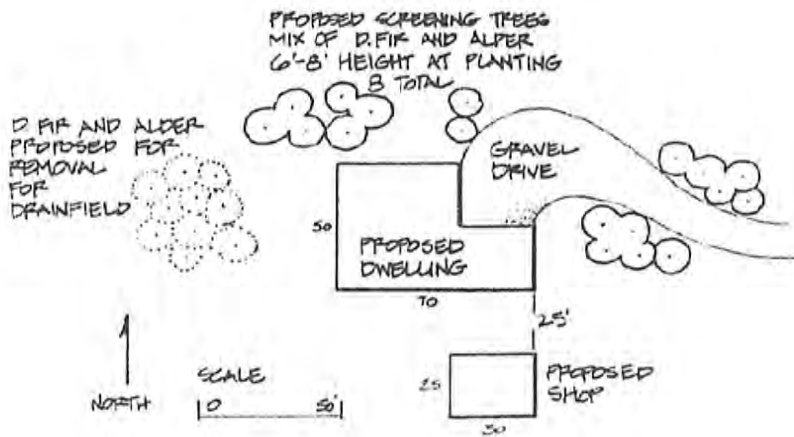 PROPOSED SCREENING TREES
MIX OF D.FIR AND ALDER
6'-8' HEIGHT AT PLANTING
8 TOTAL
D. FIR AND ALDER
PROPOSED FOR
REMOVAL
FOR
DRAINFIELD
GRAVEL
DRIVE
50
PROPOSED
DWELLING
70
25'
NORTH
SCALE
0 50'
25
PROPOSED
SHOP
30